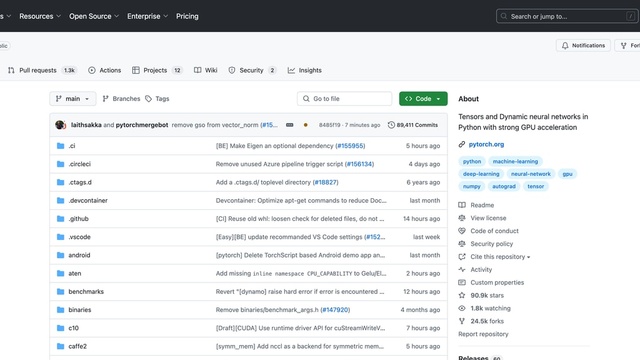 s Resources Open Source Enterprise Pricing Search or jump to... /
Notifications
Pull requests 1.3k Actions Projects 12 Wiki Security 2 Insights
main Branches Tags Go to file Code
laithsakka and pytorchmergebot remove gso from vector_norm (#15... 6485f19 · 7 minutes ago 89,411 Commits
.ci [BE] Make Eigen an optional dependency (#155955) 5 hours ago
.circleci Remove unused Azure pipeline trigger script (#156134) 4 days ago
.ctags.d Add a .ctags.d/ toplevel directory (#18827) 6 years ago
.devcontainer Devcontainer: Optimize apt-get commands to reduce Doc... last month
.github [CI] Reuse old whl: loosen check for deleted files, do not ... 14 hours ago
.vscode [Easy][BE] update recommanded VS Code settings (#152... last week
android [pytorch] Delete TorchScript based Android demo app an... last month
aten Add missing inline namespace CPU_CAPABILITY to Gelu/El... 2 hours ago
benchmarks Revert "[dynamo] raise hard error if error is encountered ... 12 hours ago
binaries Remove binaries/benchmark_args.h (#147920) 4 months ago
c10 [Draft][CUDA] Use runtime driver API for cuStreamWriteV... 7 hours ago
caffe2 [symm_mem] Add nccl as a backend for symmetric mem... 5 hours ago
About
Tensors and Dynamic neural networks in
Python with strong GPU acceleration
pytorch.org
python machine-learning
deep-learning neural-network gpu
numpy autograd tensor
Readme
View license
Code of conduct
Security policy
Cite this repository
Activity
Custom properties
90.9k stars
1.8k watching
24.5k forks
Report repository
Releases 60